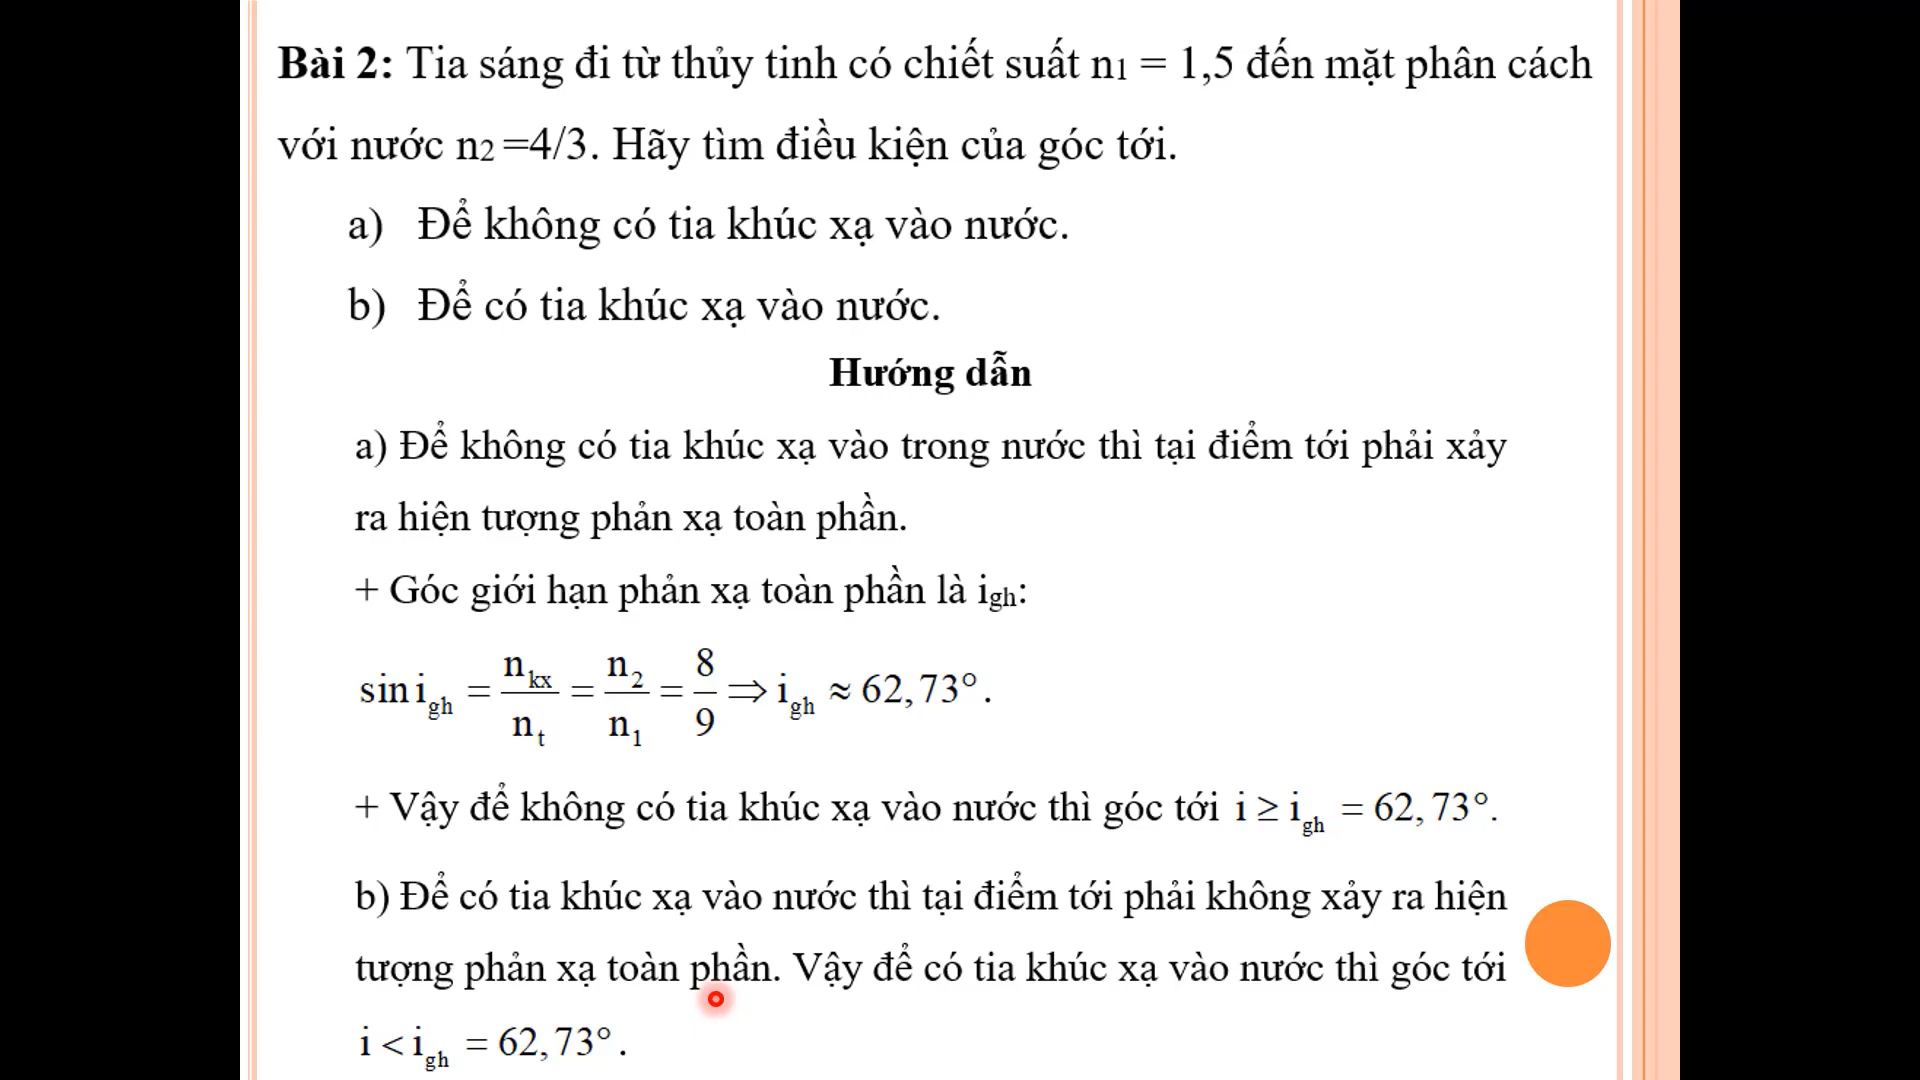 Bài 2: Tia sáng đi từ thủy tinh có chiết suất n1 = 1,5 đến mặt phân cách
với nước n2 =4/3. Hãy tìm điều kiện của góc tới.
a) Để không có tia khúc xạ vào nước.
b) Để có tia khúc xạ vào nước.
Hướng dẫn
a) Để không có tia khúc xạ vào trong nước thì tại điểm tới phải xảy
ra hiện tượng phản xạ toàn phần.
+ Góc giới hạn phản xạ toàn phần là igh:
sin igh = nkx/nt = n2/n1 = 8/9 ⇒ igh ≈ 62,73°.
+ Vậy để không có tia khúc xạ vào nước thì góc tới i ≥ igh = 62,73°.
b) Để có tia khúc xạ vào nước thì tại điểm tới phải không xảy ra hiện
tượng phản xạ toàn phần. Vậy để có tia khúc xạ vào nước thì góc tới
i < igh = 62,73°.